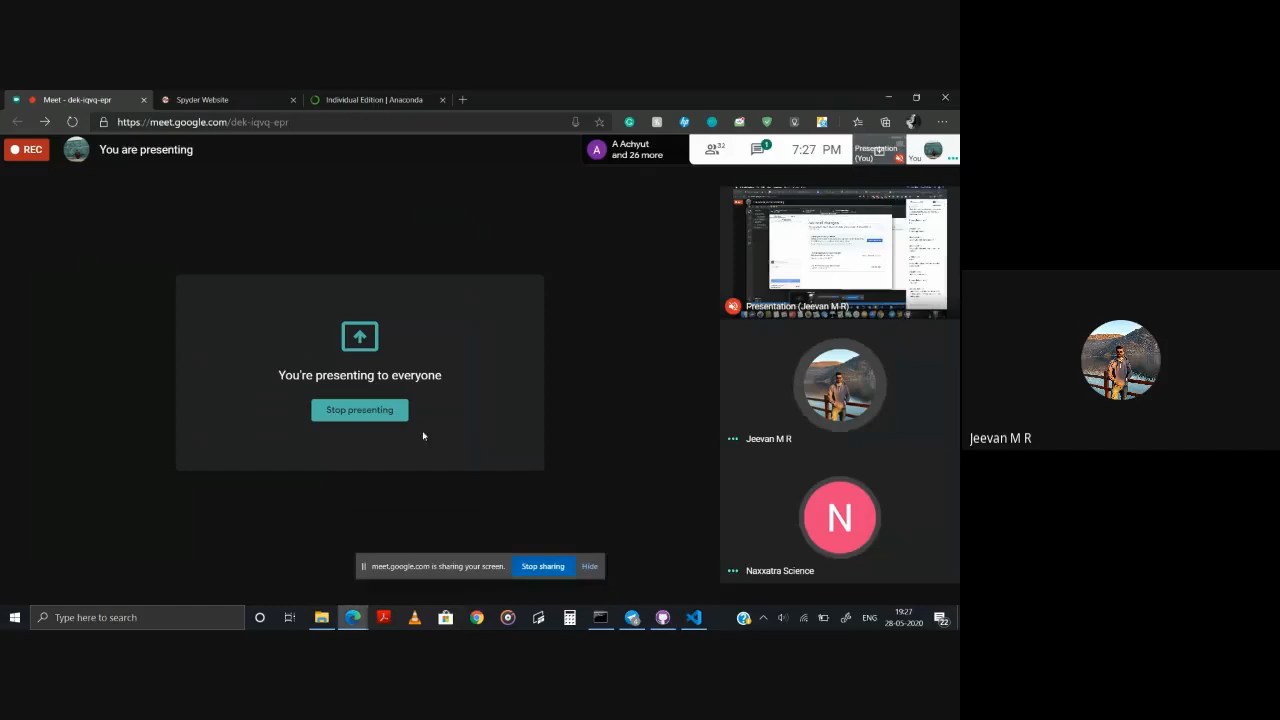 Meet - dek-iqvq-epr
Spyder Website
Individual Edition | Anaconda
https://meet.google.com/dek-iqvq-epr
REC
You are presenting
A
A Achyut
and 26 more
32
1
7:27 PM
Presentation
(You)
You
Presentation (Jeevan M R)
You're presenting to everyone
Stop presenting
Jeevan M R
Jeevan M R
N
Naxxatra Science
meet.google.com is sharing your screen.
Stop sharing
Hide
Type here to search
ENG
19:27
28-05-2020
22